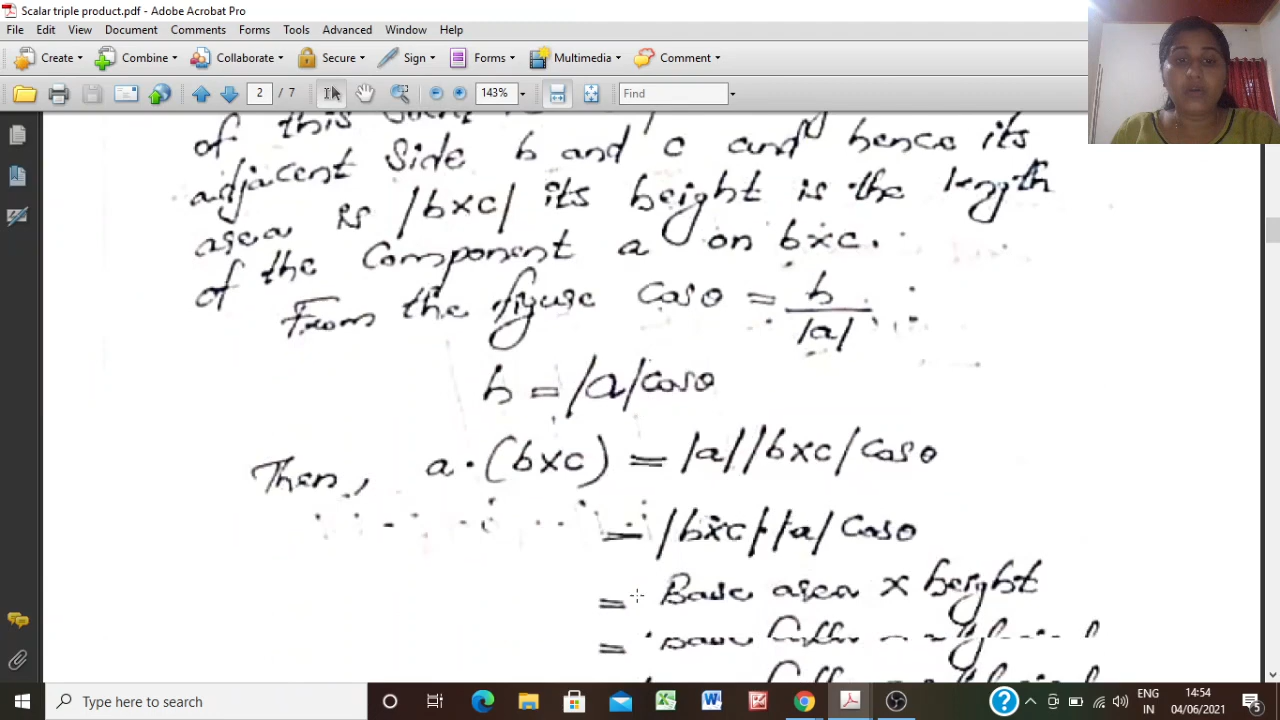 Scalar triple product.pdf - Adobe Acrobat Pro
File Edit View Document Comments Forms Tools Advanced Window Help
Create Combine Collaborate Secure Sign Forms Multimedia Comment
2 / 7 143% Find
of this
adjacent side b and c and hence its
area is |b×c| its height is the length
of the component a on b×c.
From the figure cosθ = h/|a|
h = |a|cosθ
Then, a·(b×c) = |a||b×c|cosθ
= |b×c||a|cosθ
= Base area × height
=
Type here to search
ENG 14:54
IN 04/06/2021
5